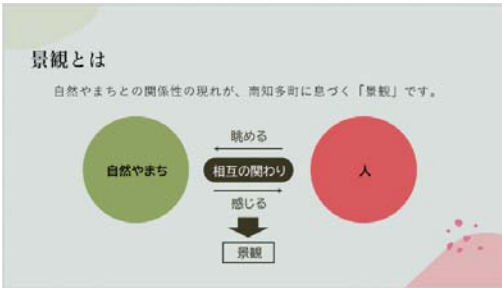 景観とは
自然やまちとの関係性の現れが、南知多町に息づく「景観」です。
眺める
自然やまち
相互の関わり
人
感じる
景観